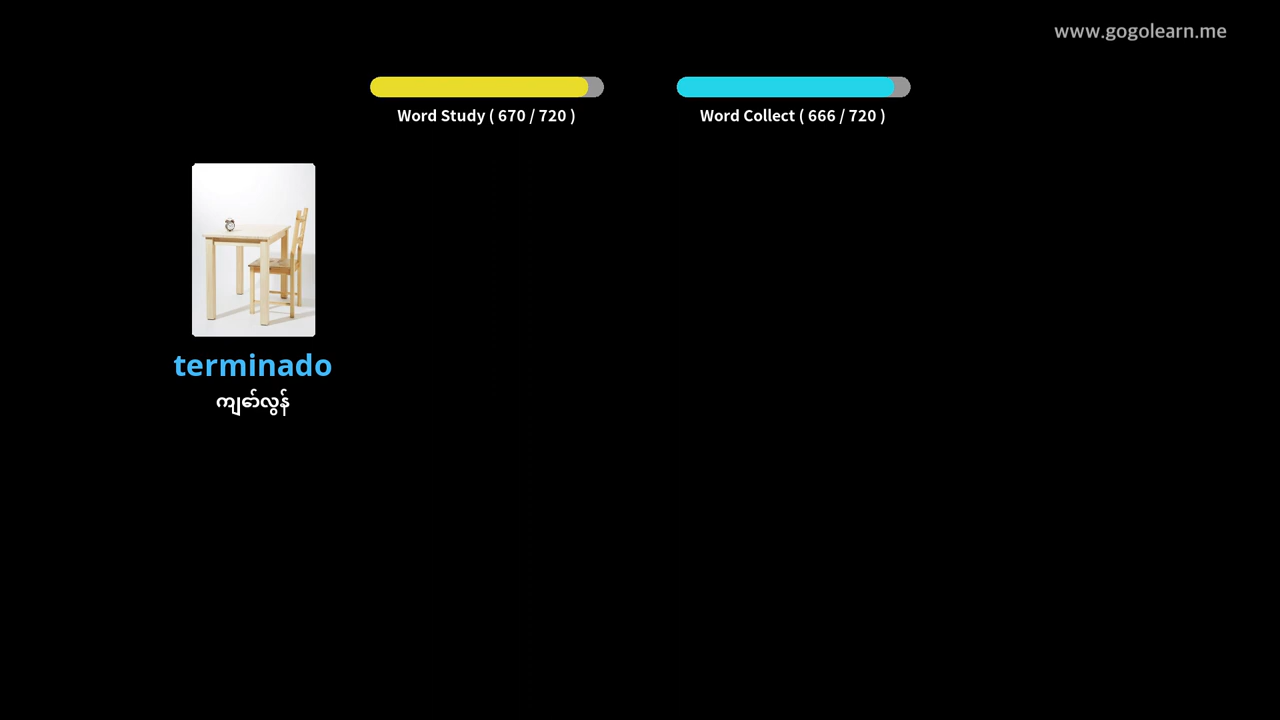 www.gogolearn.me
Word Study ( 670 / 720 )
Word Collect ( 666 / 720 )
terminado
ကျော်လွန်